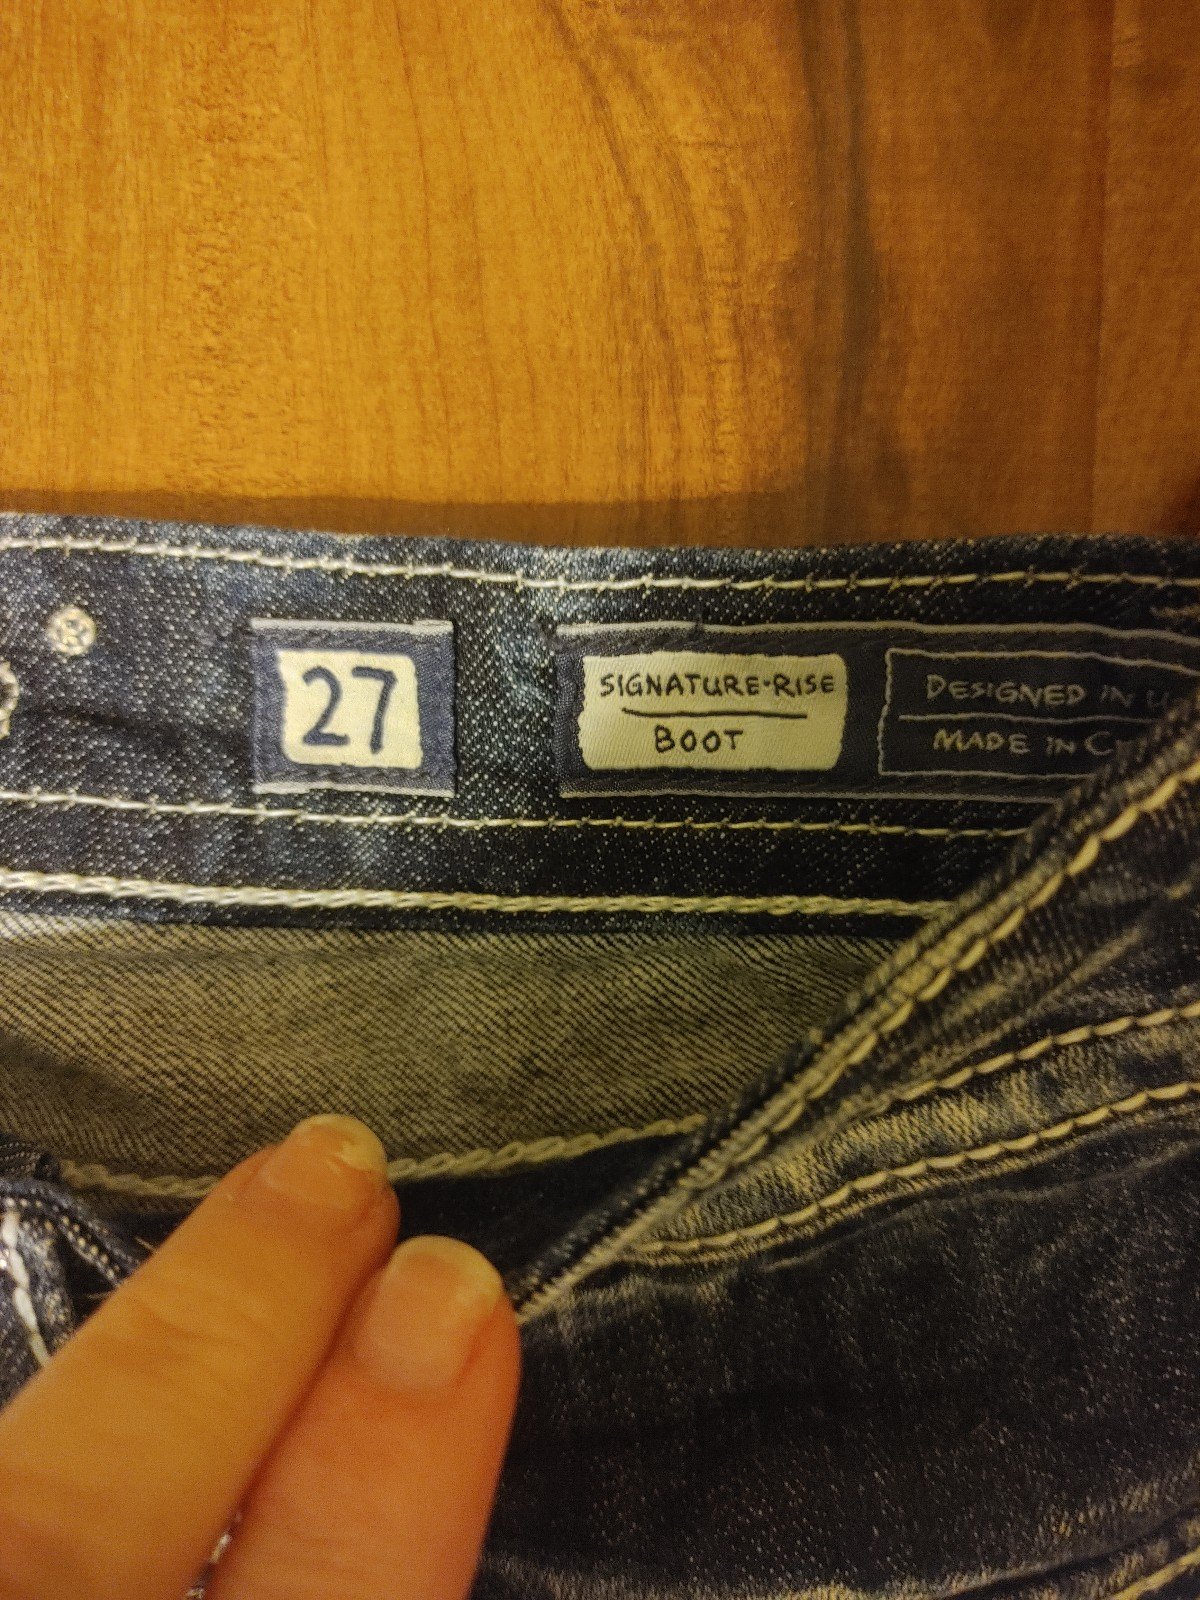 27
SIGNATURE·RISE
BOOT
DESIGNED IN
MADE IN